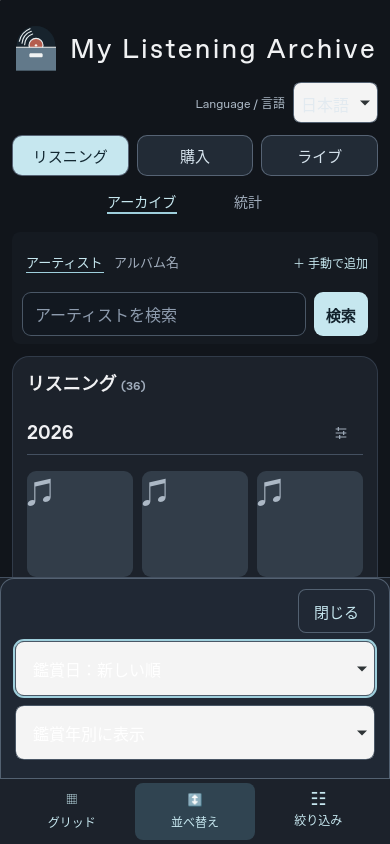 My Listening Archive
Language / 言語
日本語
リスニング
購入
ライブ
アーカイブ
統計
アーティスト
アルバム名
＋ 手動で追加
アーティストを検索
検索
リスニング (36)
2026
閉じる
鑑賞日：新しい順
鑑賞年別に表示
グリッド
並べ替え
絞り込み